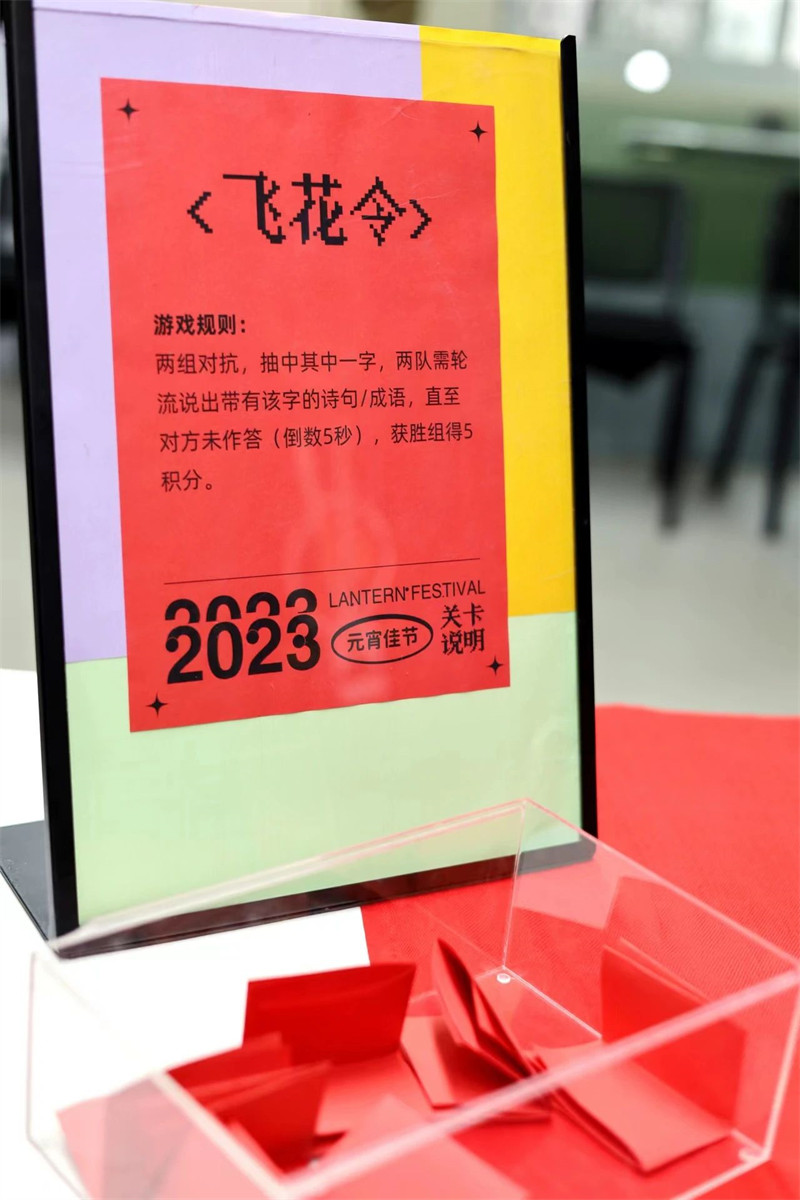 <飞花令>
游戏规则：
两组对抗，抽中其中一字，两队需轮
流说出带有该字的诗句/成语，直至
对方未作答（倒数5秒），获胜组得5
积分。
2023
2023
LANTERN FESTIVAL
元宵佳节
关卡
说明